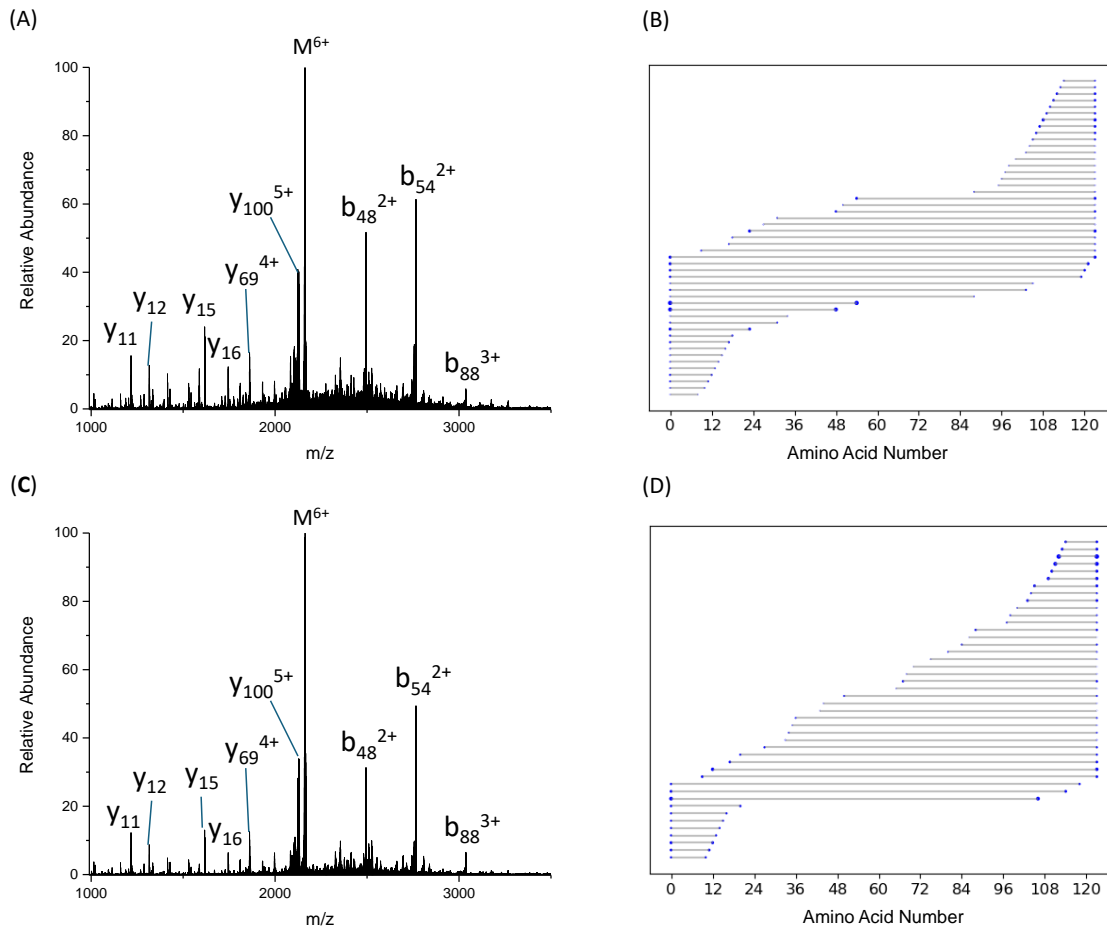 (A)
M⁶⁺
100
80
60
40
20
0
Relative Abundance
y₁₀₀⁵⁺
b₄₈²⁺
b₅₄²⁺
y₆₉⁴⁺
y₁₂
y₁₅
y₁₁
y₁₆
b₈₈³⁺
1000 2000 3000
m/z
(B)
0 12 24 36 48 60 72 84 96 108 120
Amino Acid Number
(C)
M⁶⁺
100
80
60
40
20
0
Relative Abundance
y₁₀₀⁵⁺
b₅₄²⁺
y₆₉⁴⁺
b₄₈²⁺
y₁₂
y₁₅
y₁₁
y₁₆
b₈₈³⁺
1000 2000 3000
m/z
(D)
0 12 24 36 48 60 72 84 96 108 120
Amino Acid Number